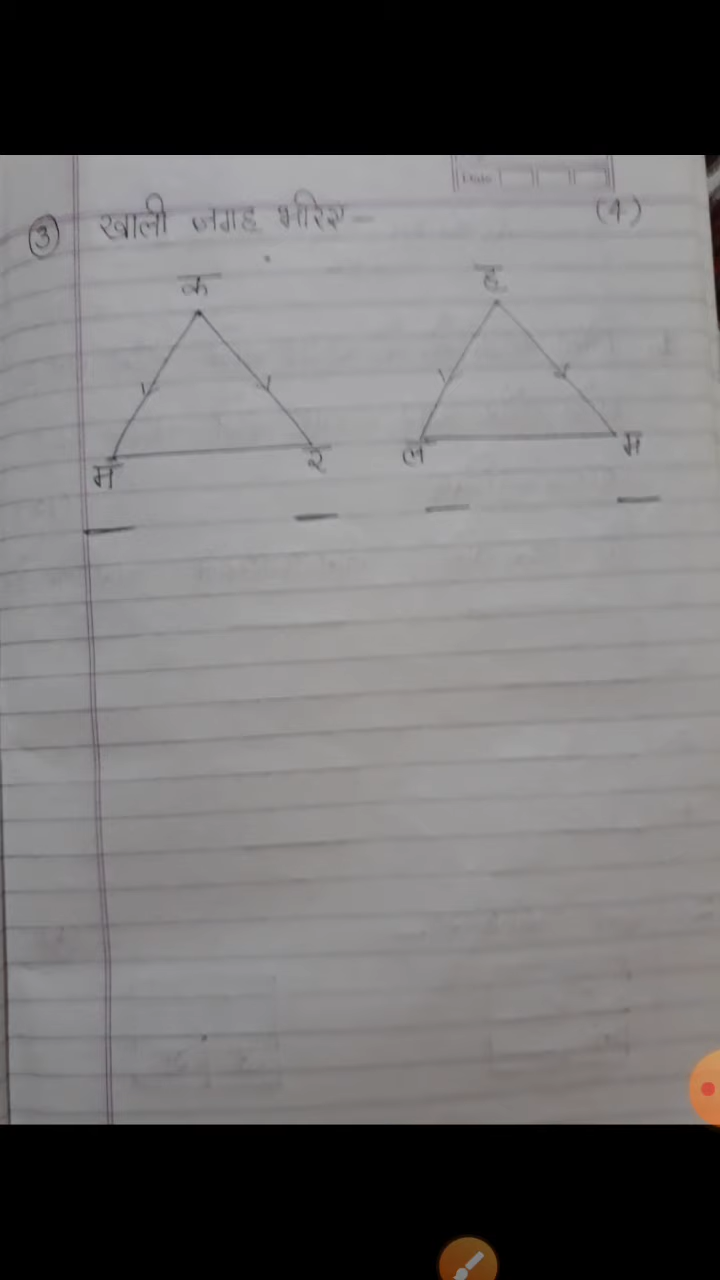 ③ खाली जगह भरिए - (4)
क ह
म र ल म